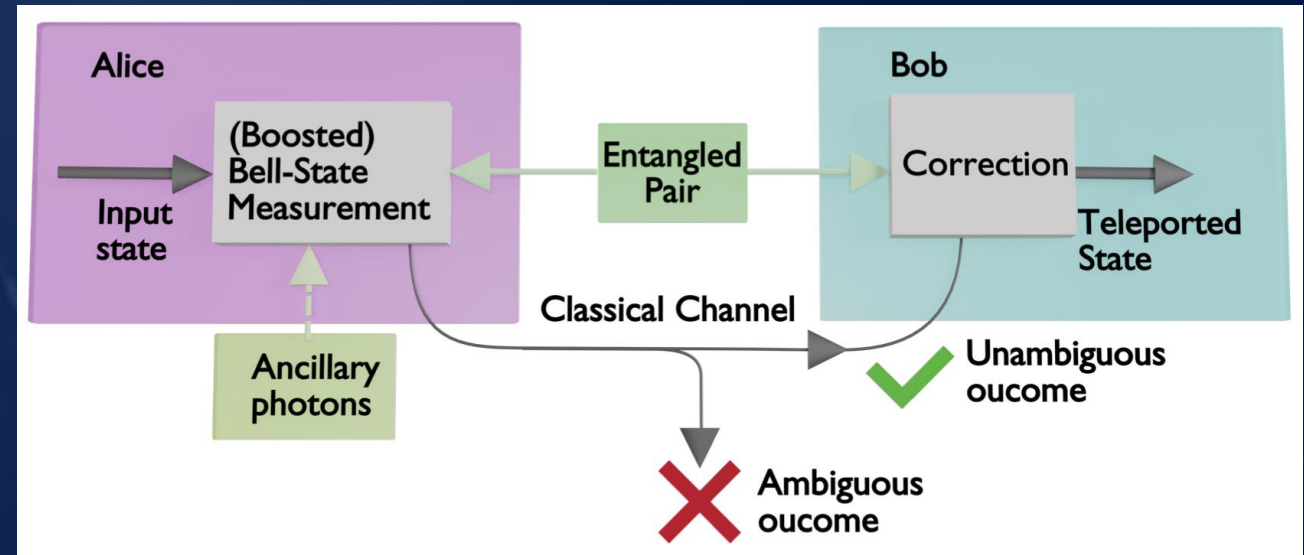 Alice
Bob
(Boosted)
Bell-State
Measurement
Input
state
Entangled
Pair
Correction
Teleported
State
Classical Channel
Ancillary
photons
Unambiguous
oucome
Ambiguous
oucome